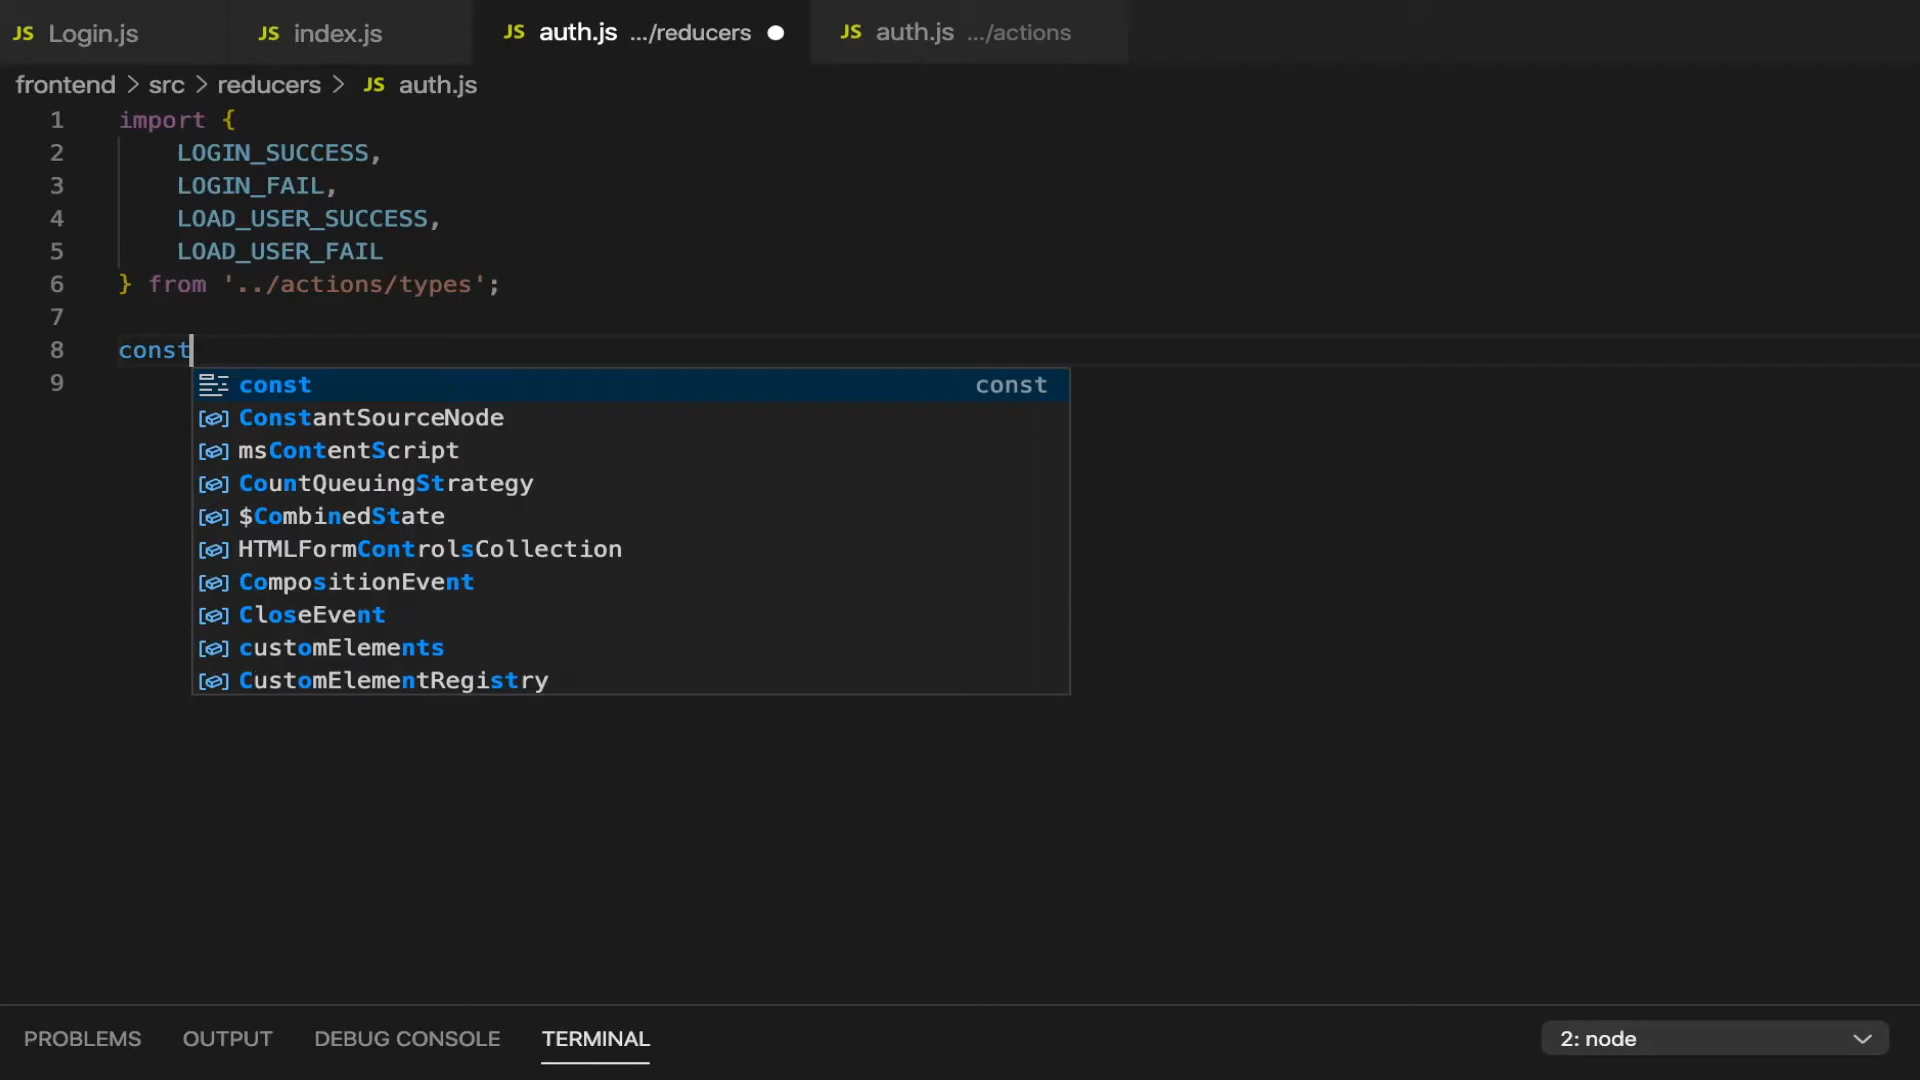 JS Login.js JS index.js JS auth.js .../reducers JS auth.js .../actions
frontend > src > reducers > JS auth.js
1 import {
2 LOGIN_SUCCESS,
3 LOGIN_FAIL,
4 LOAD_USER_SUCCESS,
5 LOAD_USER_FAIL
6 } from '../actions/types';
7
8 const
9
const const
ConstantSourceNode
msContentScript
CountQueuingStrategy
$CombinedState
HTMLFormControlsCollection
CompositionEvent
CloseEvent
customElements
CustomElementRegistry
PROBLEMS OUTPUT DEBUG CONSOLE TERMINAL 2: node